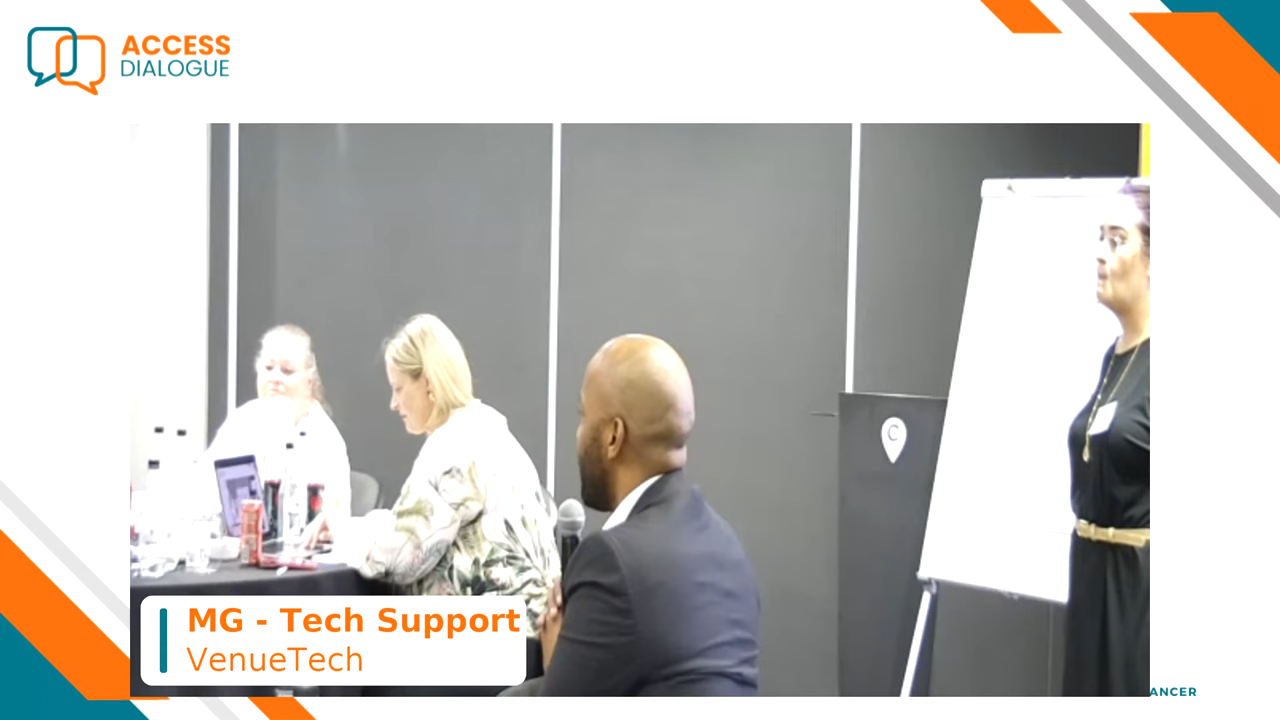 ACCESS
DIALOGUE
C
MG - Tech Support
VenueTech
ANCER